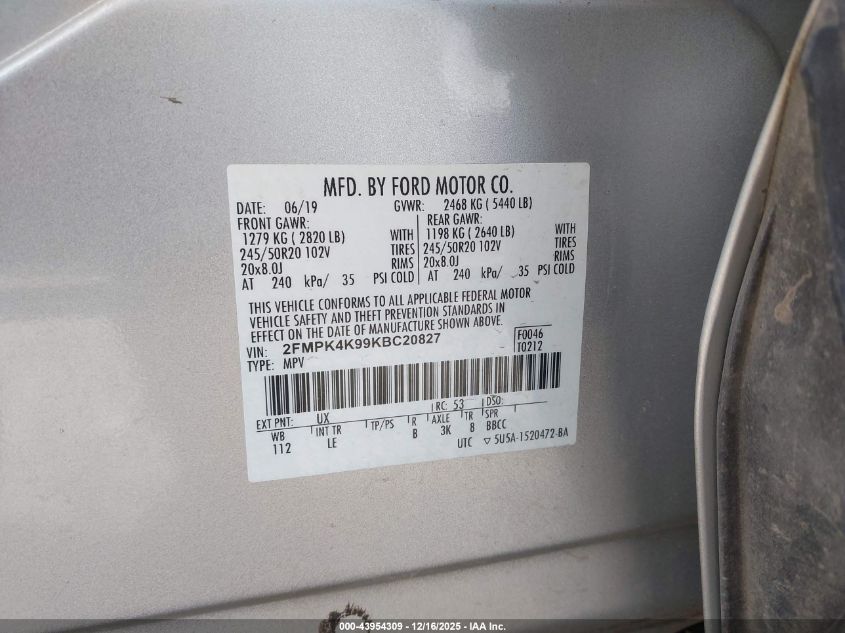 MFD. BY FORD MOTOR CO.
DATE: 06/19 GVWR: 2468 KG ( 5440 LB)
FRONT GAWR: REAR GAWR:
1279 KG ( 2820 LB) WITH 1198 KG ( 2640 LB) WITH
245/50R20 102V TIRES 245/50R20 102V TIRES
20x8.0J RIMS 20x8.0J RIMS
AT 240 kPa/ 35 PSI COLD AT 240 kPa/ 35 PSI COLD
THIS VEHICLE CONFORMS TO ALL APPLICABLE FEDERAL MOTOR
VEHICLE SAFETY AND THEFT PREVENTION STANDARDS IN
EFFECT ON THE DATE OF MANUFACTURE SHOWN ABOVE.
VIN: 2FMPK4K99KBC20827 F0046
TYPE: MPV T0212
EXT PNT: UX RC: 53 DSO:
WB INT TR TP/PS R AXLE TR SPR
112 LE B 3K 8 BBCC
UTC ▽ 5U5A-1520472-BA
000-43954309 - 12/16/2025 - IAA Inc.